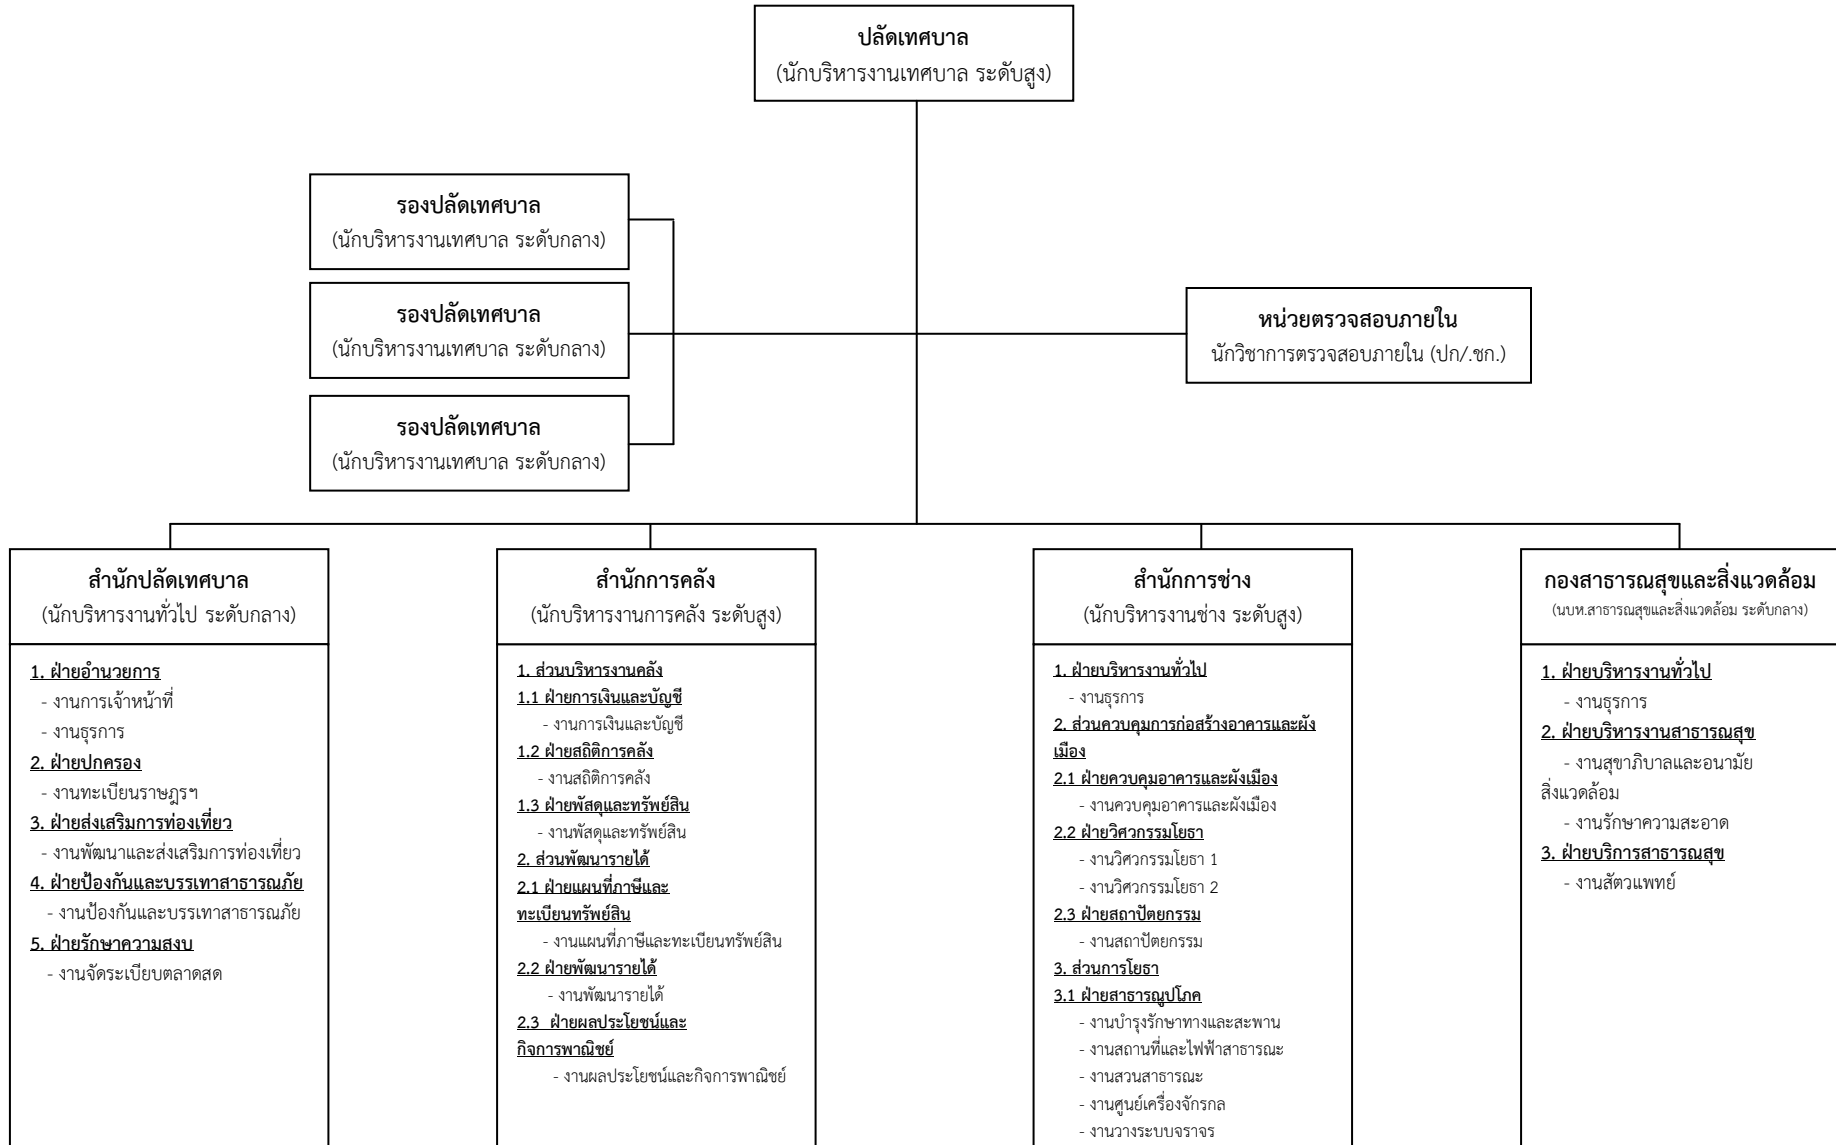 ปลัดเทศบาล
(นักบริหารงานเทศบาล ระดับสูง)
รองปลัดเทศบาล
(นักบริหารงานเทศบาล ระดับกลาง)
รองปลัดเทศบาล
(นักบริหารงานเทศบาล ระดับกลาง)
รองปลัดเทศบาล
(นักบริหารงานเทศบาล ระดับกลาง)
หน่วยตรวจสอบภายใน
นักวิชาการตรวจสอบภายใน (ปก/.ชก.)
สำนักปลัดเทศบาล
(นักบริหารงานทั่วไป ระดับกลาง)
1. ฝ่ายอำนวยการ
- งานการเจ้าหน้าที่
- งานธุรการ
2. ฝ่ายปกครอง
- งานทะเบียนราษฎรฯ
3. ฝ่ายส่งเสริมการท่องเที่ยว
- งานพัฒนาและส่งเสริมการท่องเที่ยว
4. ฝ่ายป้องกันและบรรเทาสาธารณภัย
- งานป้องกันและบรรเทาสาธารณภัย
5. ฝ่ายรักษาความสงบ
- งานจัดระเบียบตลาดสด
สำนักการคลัง
(นักบริหารงานการคลัง ระดับสูง)
1. ส่วนบริหารงานคลัง
1.1 ฝ่ายการเงินและบัญชี
- งานการเงินและบัญชี
1.2 ฝ่ายสถิติการคลัง
- งานสถิติการคลัง
1.3 ฝ่ายพัสดุและทรัพย์สิน
- งานพัสดุและทรัพย์สิน
2. ส่วนพัฒนารายได้
2.1 ฝ่ายแผนที่ภาษีและ
ทะเบียนทรัพย์สิน
- งานแผนที่ภาษีและทะเบียนทรัพย์สิน
2.2 ฝ่ายพัฒนารายได้
- งานพัฒนารายได้
2.3 ฝ่ายผลประโยชน์และ
กิจการพาณิชย์
- งานผลประโยชน์และกิจการพาณิชย์
สำนักการช่าง
(นักบริหารงานช่าง ระดับสูง)
1. ฝ่ายบริหารงานทั่วไป
- งานธุรการ
2. ส่วนควบคุมการก่อสร้างอาคารและผัง
เมือง
2.1 ฝ่ายควบคุมอาคารและผังเมือง
- งานควบคุมอาคารและผังเมือง
2.2 ฝ่ายวิศวกรรมโยธา
- งานวิศวกรรมโยธา 1
- งานวิศวกรรมโยธา 2
2.3 ฝ่ายสถาปัตยกรรม
- งานสถาปัตยกรรม
3. ส่วนการโยธา
3.1 ฝ่ายสาธารณูปโภค
- งานบำรุงรักษาทางและสะพาน
- งานสถานที่และไฟฟ้าสาธารณะ
- งานสวนสาธารณะ
- งานศูนย์เครื่องจักรกล
- งานวางระบบจราจร
กองสาธารณสุขและสิ่งแวดล้อม
(นบห.สาธารณสุขและสิ่งแวดล้อม ระดับกลาง)
1. ฝ่ายบริหารงานทั่วไป
- งานธุรการ
2. ฝ่ายบริหารงานสาธารณสุข
- งานสุขาภิบาลและอนามัย
สิ่งแวดล้อม
- งานรักษาความสะอาด
3. ฝ่ายบริการสาธารณสุข
- งานสัตวแพทย์